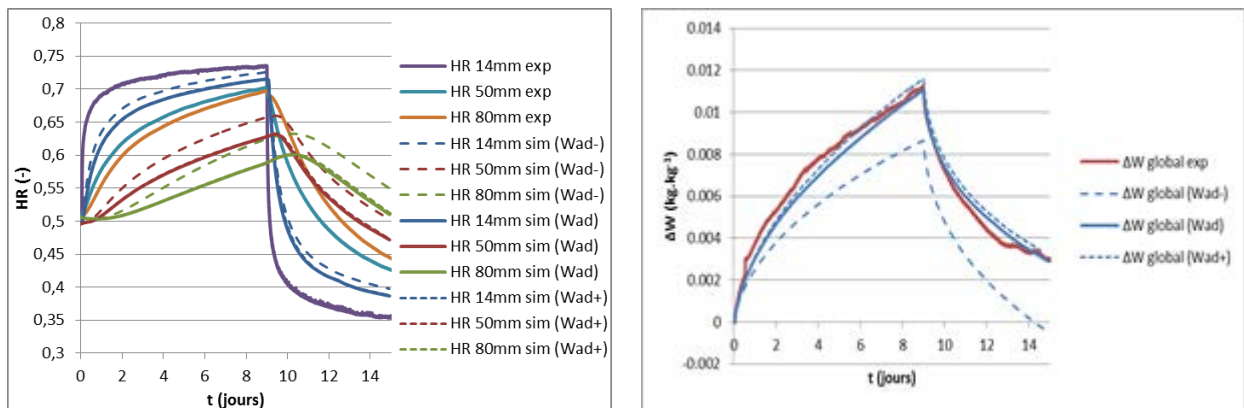 HR (-)
0,8
0,7
0,65
0,6
0,55
0,5
0,45
0,4
0,35
0,3
0 2 4 6 8 10 12 14
t (jours)
HR 14mm exp
HR 50mm exp
HR 80mm exp
HR 14mm sim (Wad-)
HR 50mm sim (Wad-)
HR 80mm sim (Wad-)
HR 14mm sim (Wad)
HR 50mm sim (Wad)
HR 80mm sim (Wad)
HR 14mm sim (Wad+)
HR 50mm sim (Wad+)
HR 80mm sim (Wad+)
ΔW (kg.kg-¹)
0.014
0.012
0.01
0.008
0.006
0.004
0.002
0
-0.002
0 2 4 6 8 10 12 14
t (jours)
ΔW global exp
ΔW global (Wad-)
ΔW global (Wad)
ΔW global (Wad+)